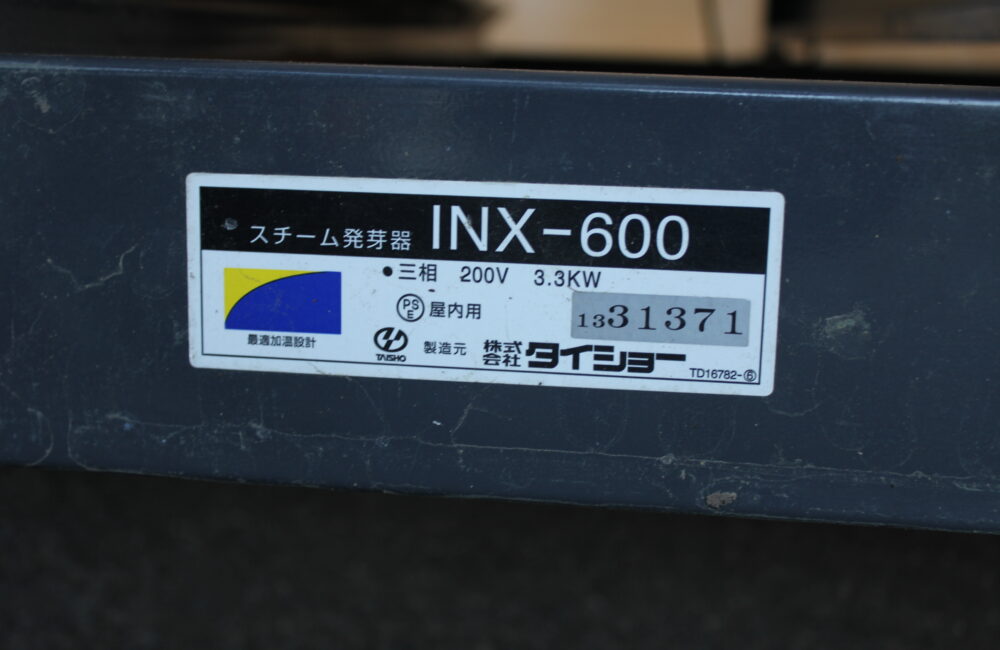 スチーム発芽器 INX-600
●三相 200V 3.3KW
PSE 屋内用
1331371
最適加温設計
TAISHO 製造元 株式会社 タイショー
TD16782-⑥